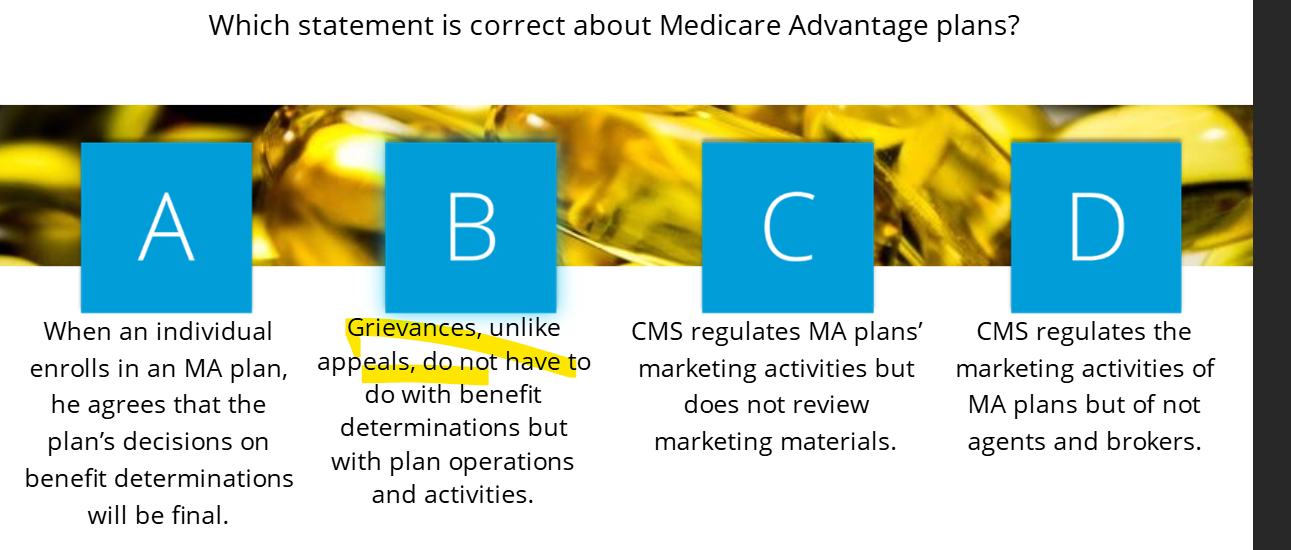 Which statement is correct about Medicare Advantage plans?
A
When an individual
enrolls in an MA plan,
he agrees that the
plan’s decisions on
benefit determinations
will be final.
B
Grievances, unlike
appeals, do not have to
do with benefit
determinations but
with plan operations
and activities.
C
CMS regulates MA plans’
marketing activities but
does not review
marketing materials.
D
CMS regulates the
marketing activities of
MA plans but of not
agents and brokers.